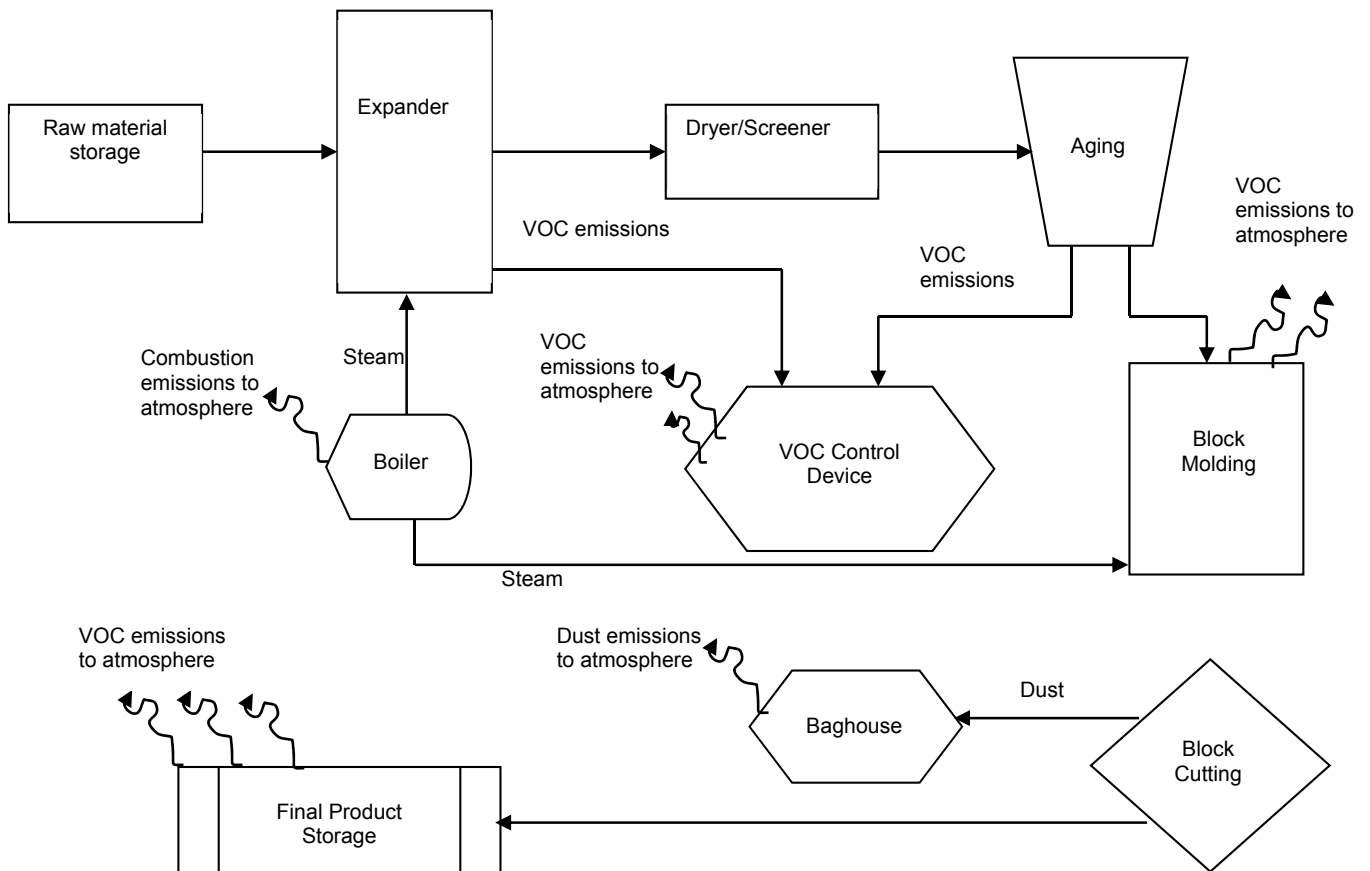 Raw material
storage
Expander
Dryer/Screener
Aging
VOC
emissions to
atmosphere
VOC emissions
VOC
emissions
Combustion
emissions to
atmosphere
Steam
VOC
emissions to
atmosphere
Boiler
VOC Control
Device
Block
Molding
Steam
VOC emissions
to atmosphere
Dust emissions
to atmosphere
Dust
Baghouse
Block
Cutting
Final Product
Storage